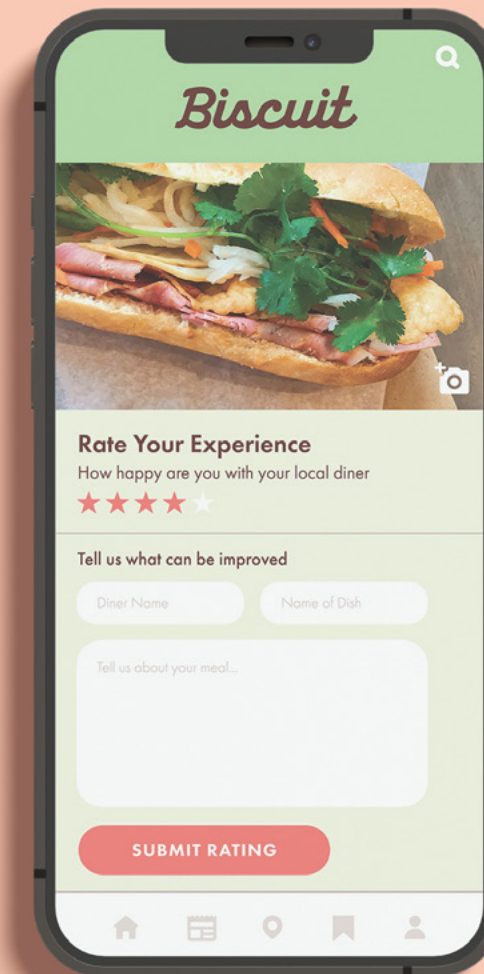 Biscuit
Rate Your Experience
How happy are you with your local diner
Tell us what can be improved
Diner Name
Name of Dish
Tell us about your meal...
SUBMIT RATING